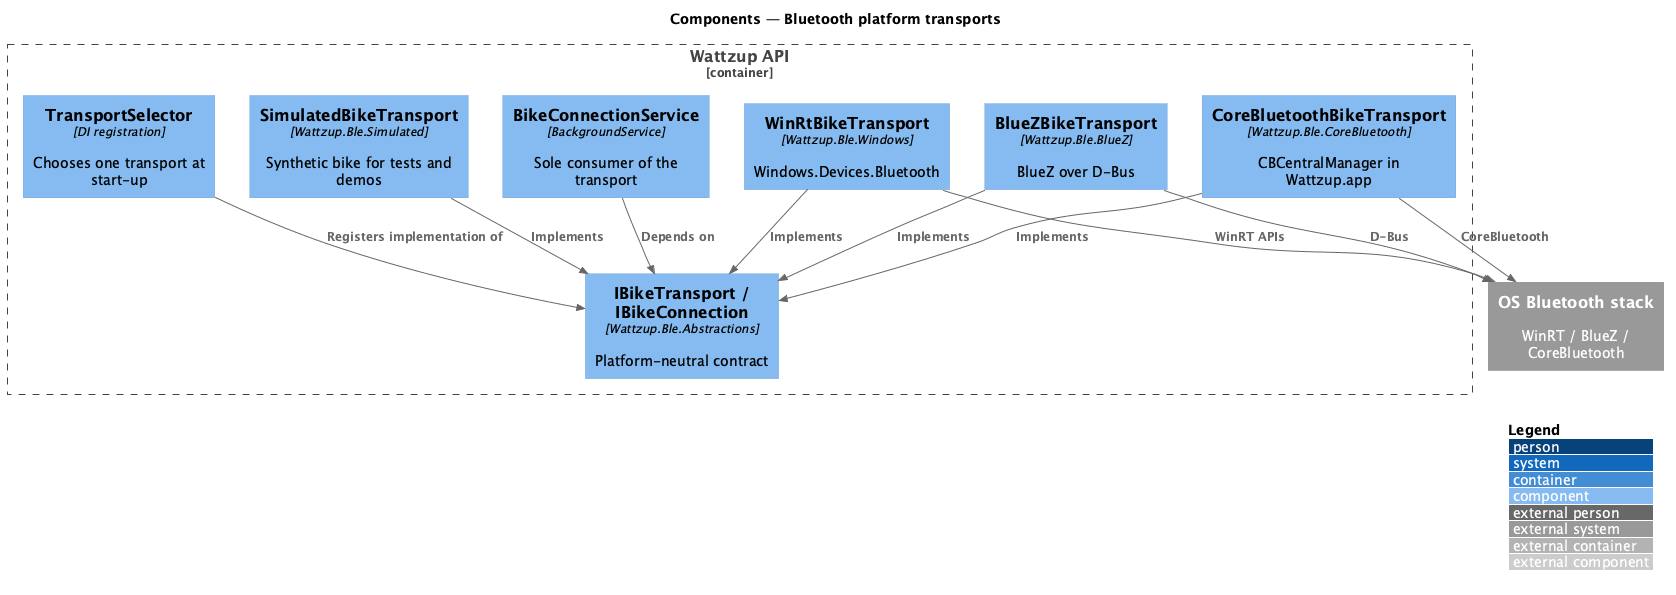 Components — Bluetooth platform transports
Wattzup API
[container]
TransportSelector
[DI registration]
Chooses one transport at
start-up
SimulatedBikeTransport
[Wattzup.Ble.Simulated]
Synthetic bike for tests and
demos
BikeConnectionService
[BackgroundService]
Sole consumer of the
transport
WinRtBikeTransport
[Wattzup.Ble.Windows]
Windows.Devices.Bluetooth
BlueZBikeTransport
[Wattzup.Ble.BlueZ]
BlueZ over D-Bus
CoreBluetoothBikeTransport
[Wattzup.Ble.CoreBluetooth]
CBCentralManager in
Wattzup.app
Registers implementation of
Implements
Depends on
Implements
Implements
Implements
WinRT APIs
D-Bus
CoreBluetooth
IBikeTransport /
IBikeConnection
[Wattzup.Ble.Abstractions]
Platform-neutral contract
OS Bluetooth stack
WinRT / BlueZ /
CoreBluetooth
Legend
person
system
container
component
external person
external system
external container
external component